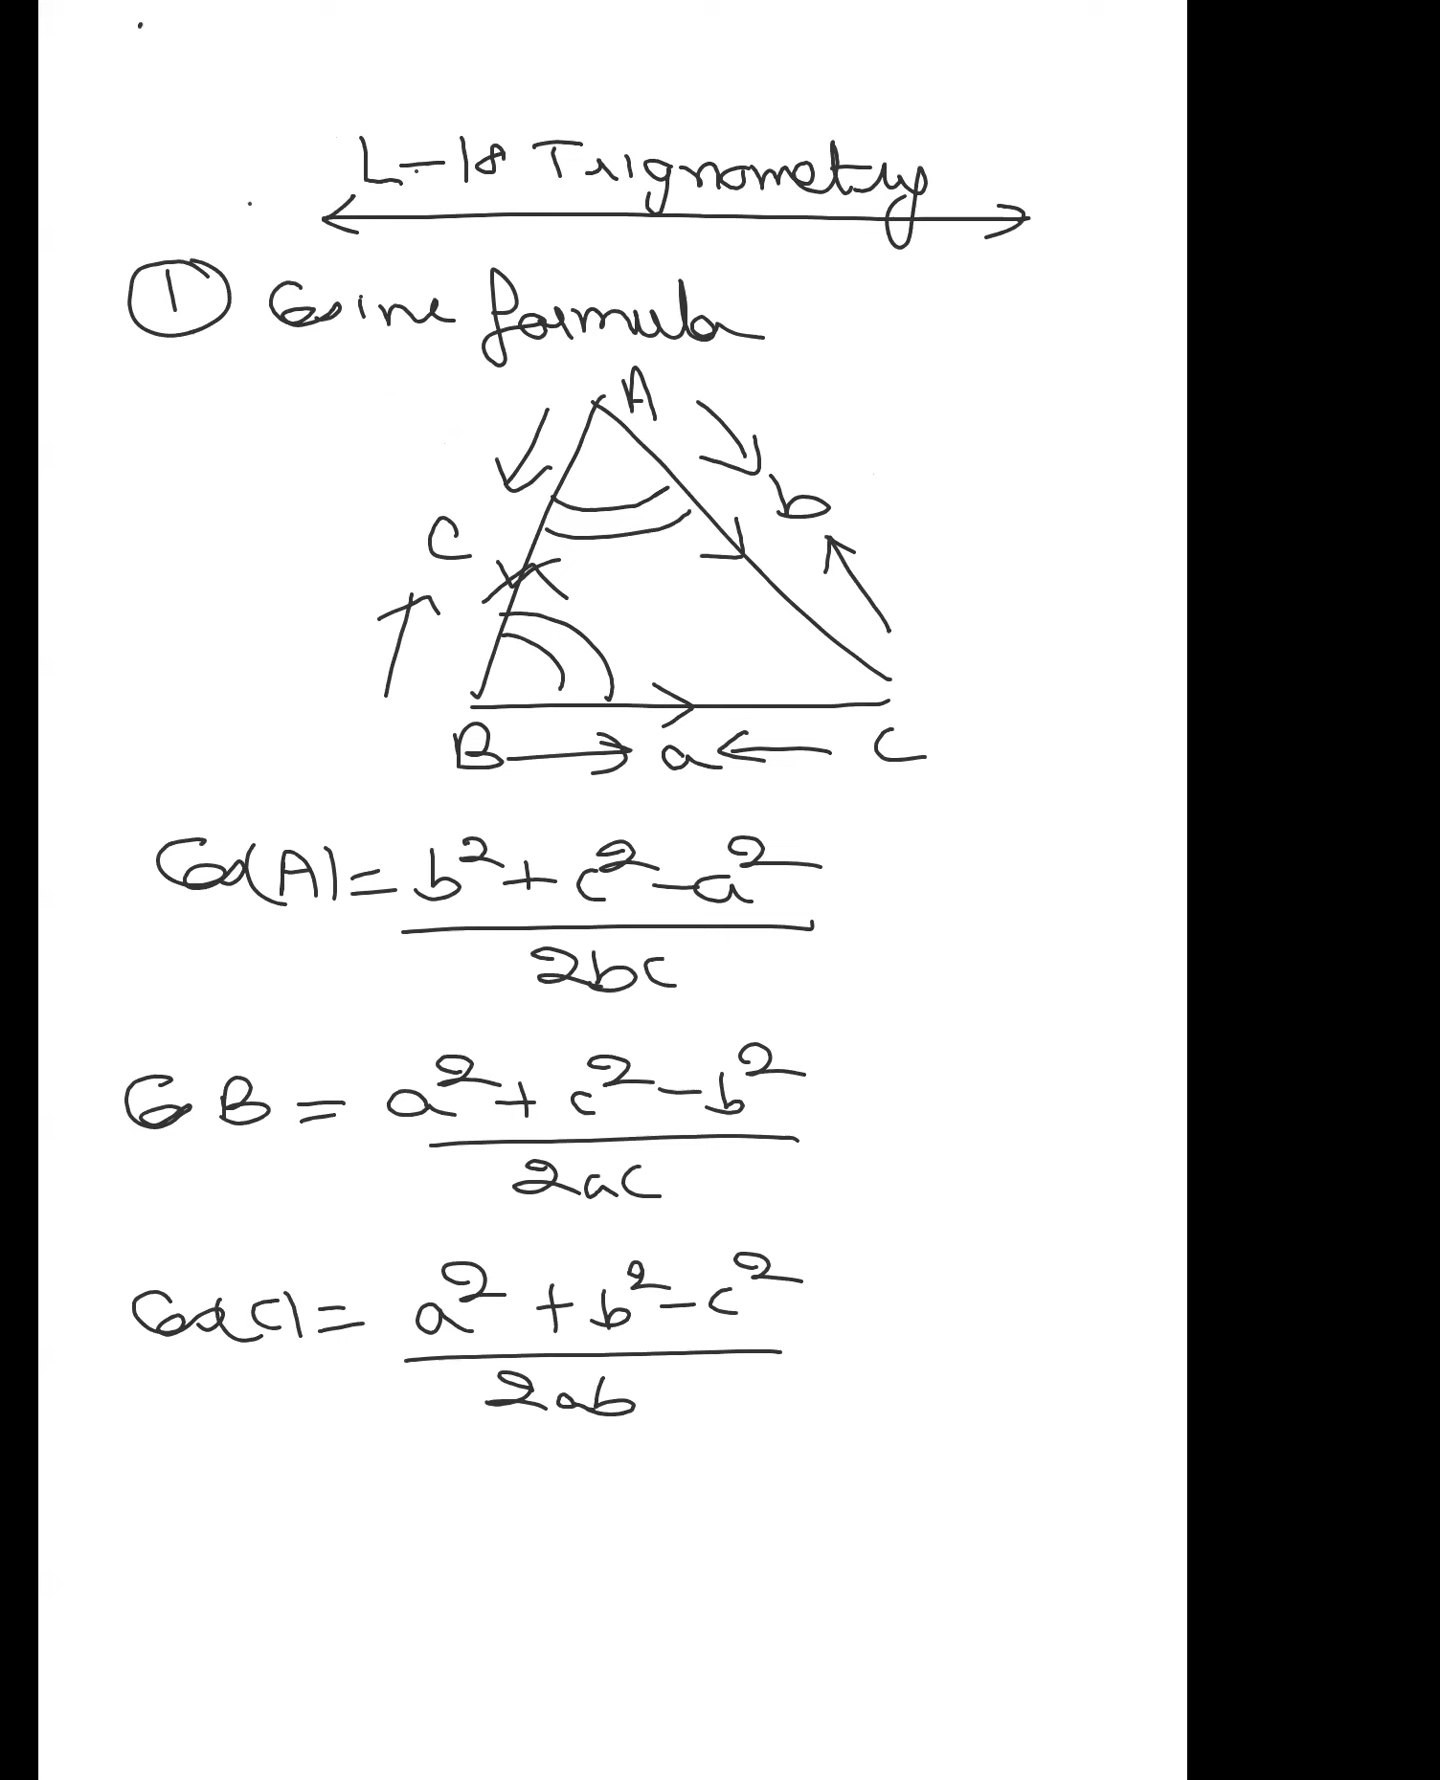 L-18 Trignometry
① Cosine formula
A
b
C
B a C
Cos(A) = b² + c² - a²
2bc
Cos B = a² + c² - b²
2ac
Cos(C) = a² + b² - c²
2ab